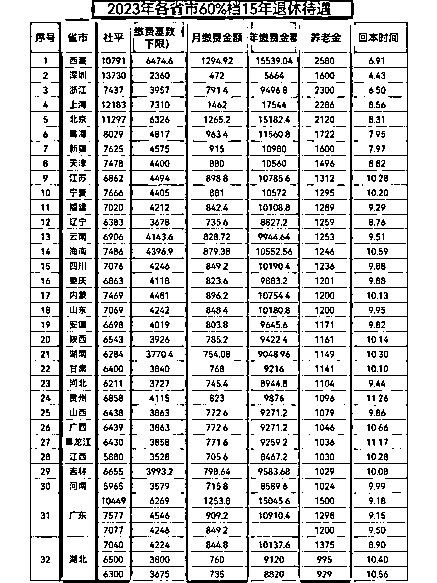 2023年各省市60%档15年退休待遇
序号 省市 社平 缴费基数(下限) 月缴费金额 年缴费金额 养老金 回本时间
1 西藏 10791 6474.6 1294.92 15539.04 2580 6.91
2 深圳 13730 2360 472 5664 1600 4.43
3 浙江 7437 3957 791.4 9496.8 2300 6.50
4 上海 12183 7310 1462 17544 2286 8.56
5 北京 11297 6326 1265.2 15182.4 2120 8.31
6 青海 8029 4817 963.4 11560.8 1722 7.95
7 新疆 7625 4575 915 10980 1600 7.97
8 天津 7478 4400 880 10560 1496 8.82
9 江苏 6862 4494 898.8 10785.6 1312 10.28
10 宁夏 7666 4405 881 10572 1295 10.20
11 福建 7020 4212 842.4 10108.8 1289 9.29
12 辽宁 6383 3678 735.6 8827.2 1259 8.76
13 云南 6906 4143.6 828.72 9944.64 1253 9.51
14 海南 7486 4396.9 879.38 10552.56 1246 10.59
15 四川 7076 4246 849.2 10190.4 1236 9.88
16 重庆 6863 4118 823.6 9883.2 1201 9.88
17 内蒙 7469 4481 896.2 10754.4 1200 10.13
18 山东 7069 4242 848.4 10180.8 1200 9.95
19 安徽 6698 4019 803.8 9645.6 1171 9.82
20 陕西 6543 3926 785.2 9422.4 1161 10.14
21 湖南 6284 3770.4 754.08 9048.96 1149 10.30
22 甘肃 6400 3840 768 9216 1141 10.10
23 河北 6211 3727 745.4 8944.8 1104 9.44
24 贵州 6858 4115 823 9876 1096 11.26
25 山西 6438 3863 772.6 9271.2 1079 9.86
26 广西 6439 3863 772.6 9271.2 1046 10.66
27 黑龙江 6430 3858 771.6 9259.2 1036 11.17
28 江西 5880 3528 705.6 8467.2 1030 10.28
29 吉林 6655 3993.2 798.64 9583.68 1029 10.08
30 河南 5965 3579 715.8 8589.6 1024 9.99
10449 6269 1253.8 15045.6 1500 9.18
31 广东 7577 4546 909.2 10910.4 1298 9.15
7077 4246 849.2 1200 9.50
7040 4224 844.8 10137.6 1375 8.90
32 湖北 6500 3800 760 9120 995 10.40
6300 3675 735 8820 929 10.56